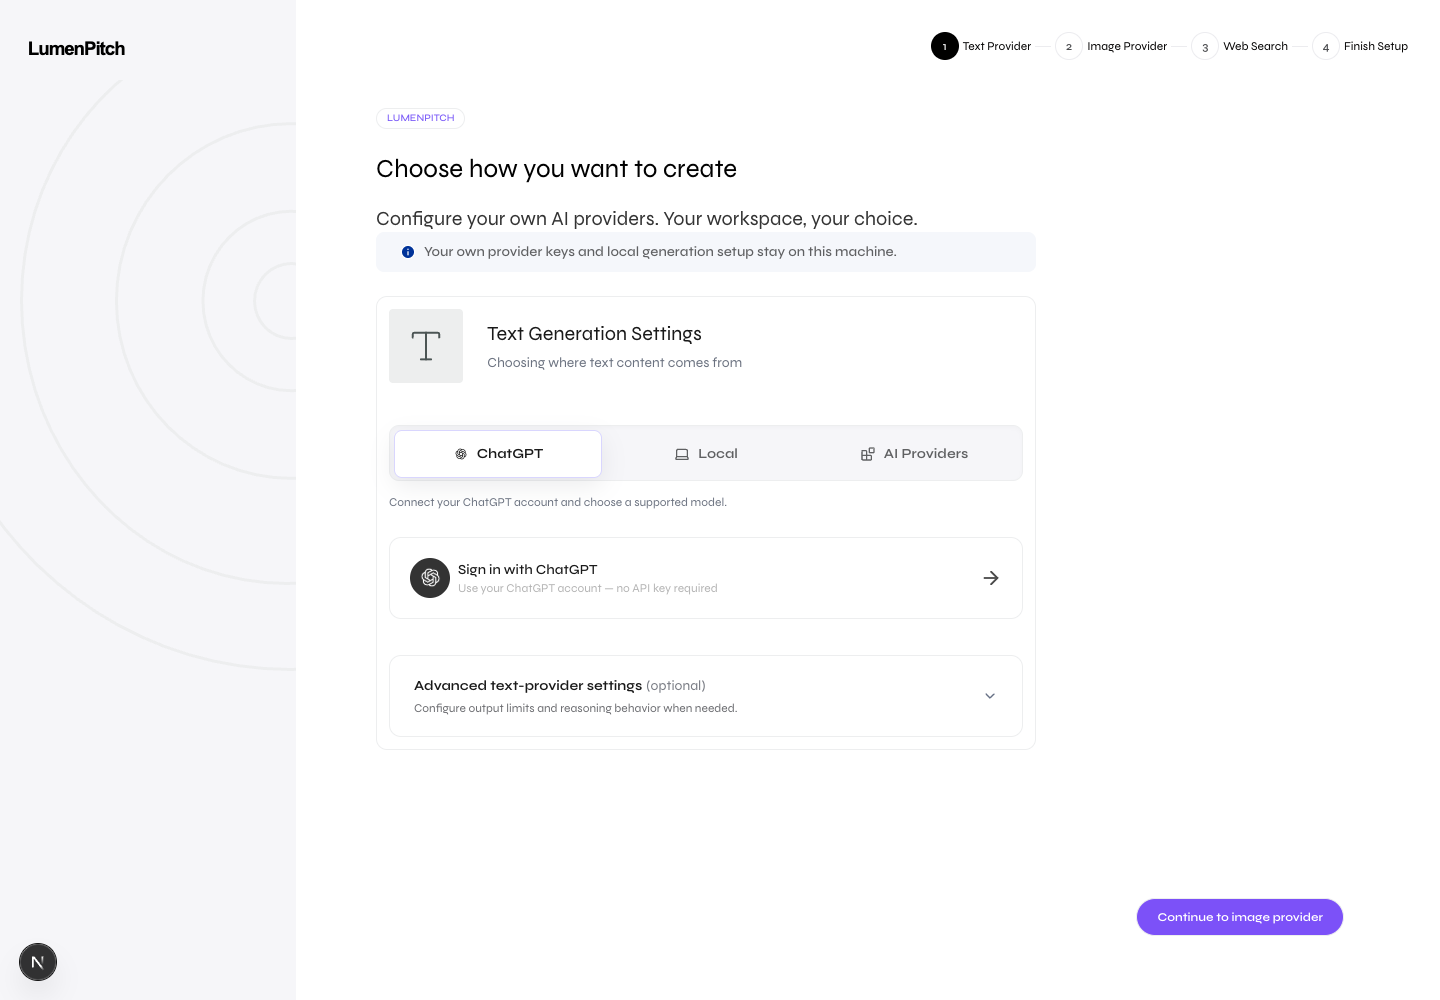 LumenPitch
1 Text Provider 2 Image Provider 3 Web Search 4 Finish Setup
LUMENPITCH
Choose how you want to create
Configure your own AI providers. Your workspace, your choice.
Your own provider keys and local generation setup stay on this machine.
Text Generation Settings
Choosing where text content comes from
ChatGPT Local AI Providers
Connect your ChatGPT account and choose a supported model.
Sign in with ChatGPT
Use your ChatGPT account — no API key required
Advanced text-provider settings (optional)
Configure output limits and reasoning behavior when needed.
Continue to image provider
N